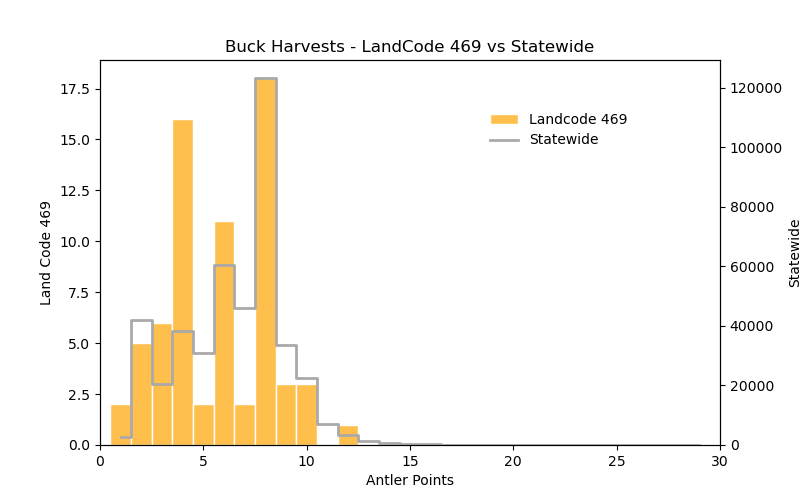 Buck Harvests - LandCode 469 vs Statewide
Land Code 469
17.5
15.0
12.5
10.0
7.5
5.0
2.5
0.0
Landcode 469
Statewide
120000
100000
80000
60000
40000
20000
0
Statewide
0 5 10 15 20 25 30
Antler Points